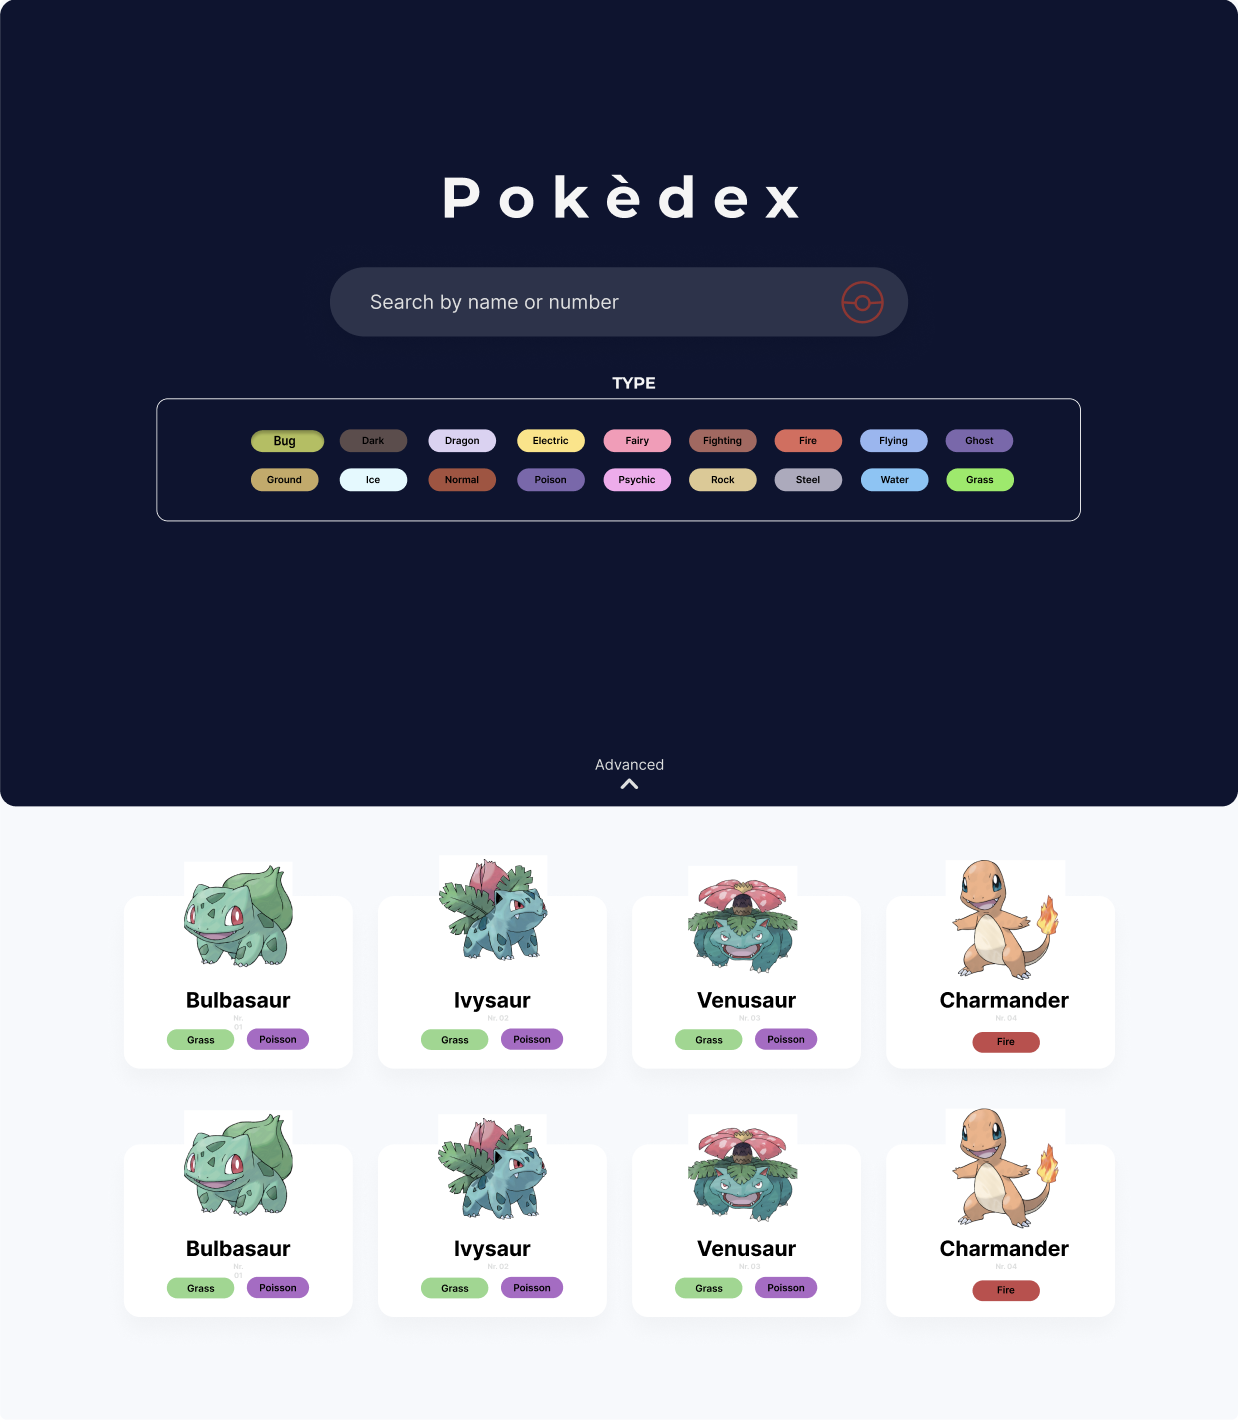 Pokèdex
Search by name or number
TYPE
Bug Dark Dragon Electric Fairy Fighting Fire Flying Ghost
Ground Ice Normal Poison Psychic Rock Steel Water Grass
Advanced
Bulbasaur Ivysaur Venusaur Charmander
Nr. 01 Nr. 02 Nr. 03 Nr. 04
Grass Poisson Grass Poisson Grass Poisson Fire
Bulbasaur Ivysaur Venusaur Charmander
Nr. 01 Nr. 02 Nr. 03 Nr. 04
Grass Poisson Grass Poisson Grass Poisson Fire